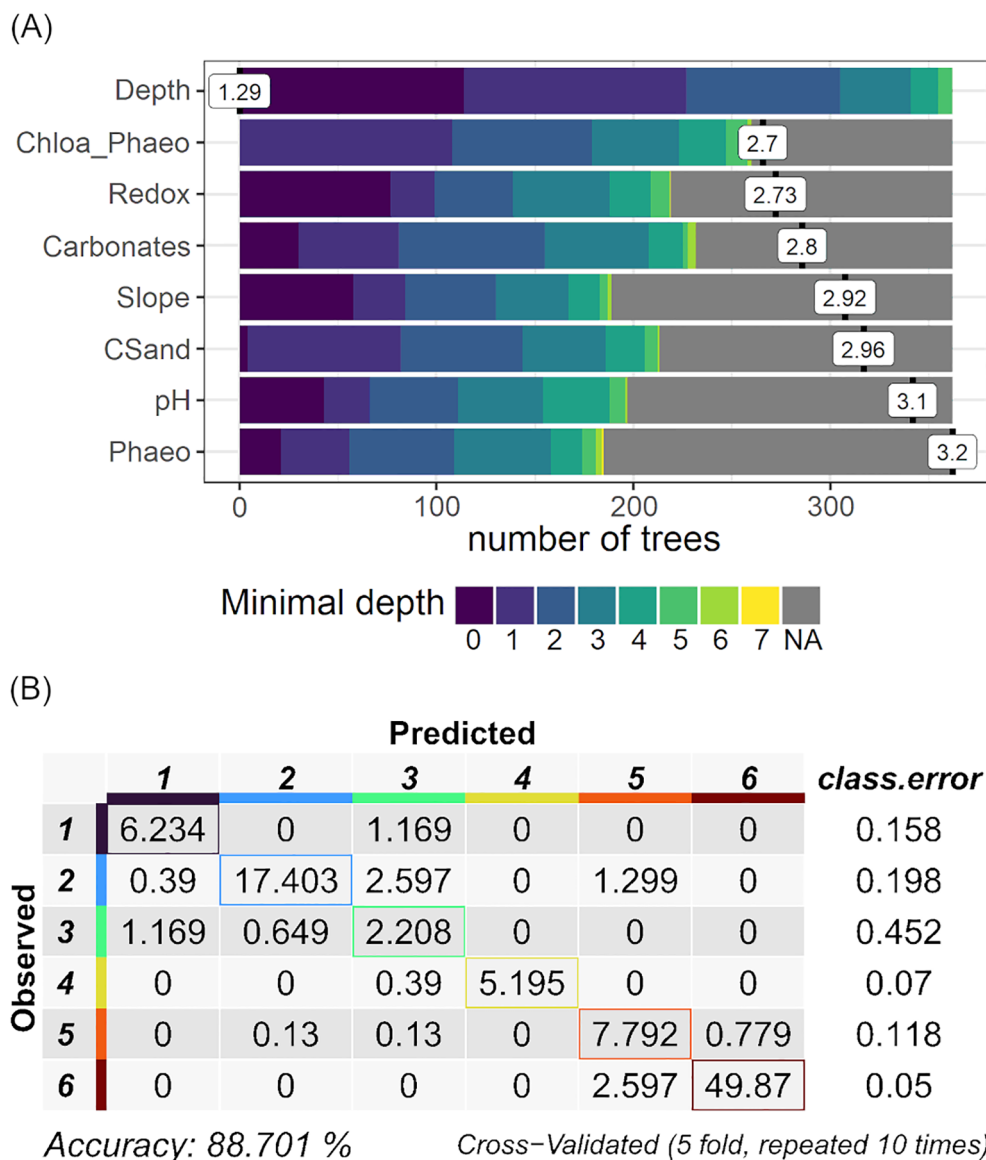 (A)
Depth 1.29
Chloa_Phaeo 2.7
Redox 2.73
Carbonates 2.8
Slope 2.92
CSand 2.96
pH 3.1
Phaeo 3.2
0 100 200 300
number of trees
Minimal depth
0 1 2 3 4 5 6 7 NA
(B)
Predicted
1 2 3 4 5 6 class.error
Observed
1 6.234 0 1.169 0 0 0 0.158
2 0.39 17.403 2.597 0 1.299 0 0.198
3 1.169 0.649 2.208 0 0 0 0.452
4 0 0 0.39 5.195 0 0 0.07
5 0 0.13 0.13 0 7.792 0.779 0.118
6 0 0 0 0 2.597 49.87 0.05
Accuracy: 88.701 % Cross−Validated (5 fold, repeated 10 times)